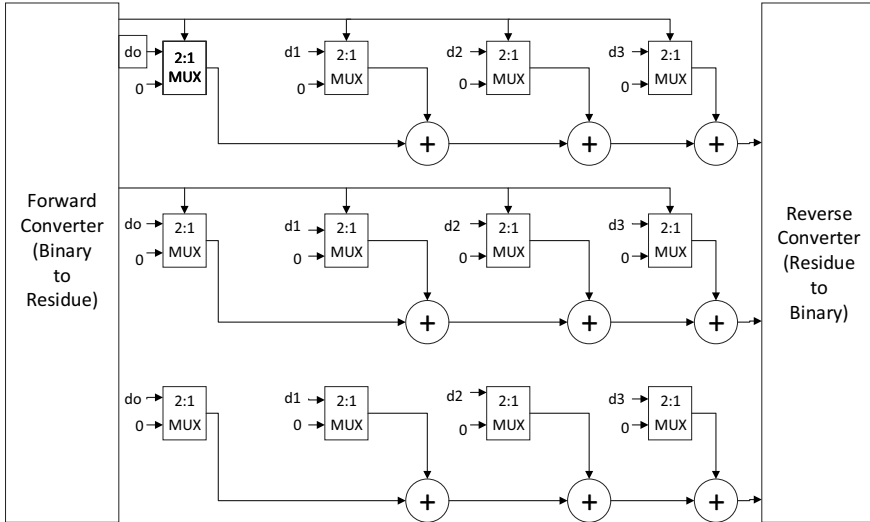 Forward
Converter
(Binary
to
Residue)
do
0
2:1
MUX
d1
0
2:1
MUX
d2
0
2:1
MUX
d3
0
2:1
MUX
+
+
+
do
0
2:1
MUX
d1
0
2:1
MUX
d2
0
2:1
MUX
d3
0
2:1
MUX
+
+
+
do
0
2:1
MUX
d1
0
2:1
MUX
d2
0
2:1
MUX
d3
0
2:1
MUX
+
+
+
Reverse
Converter
(Residue
to
Binary)